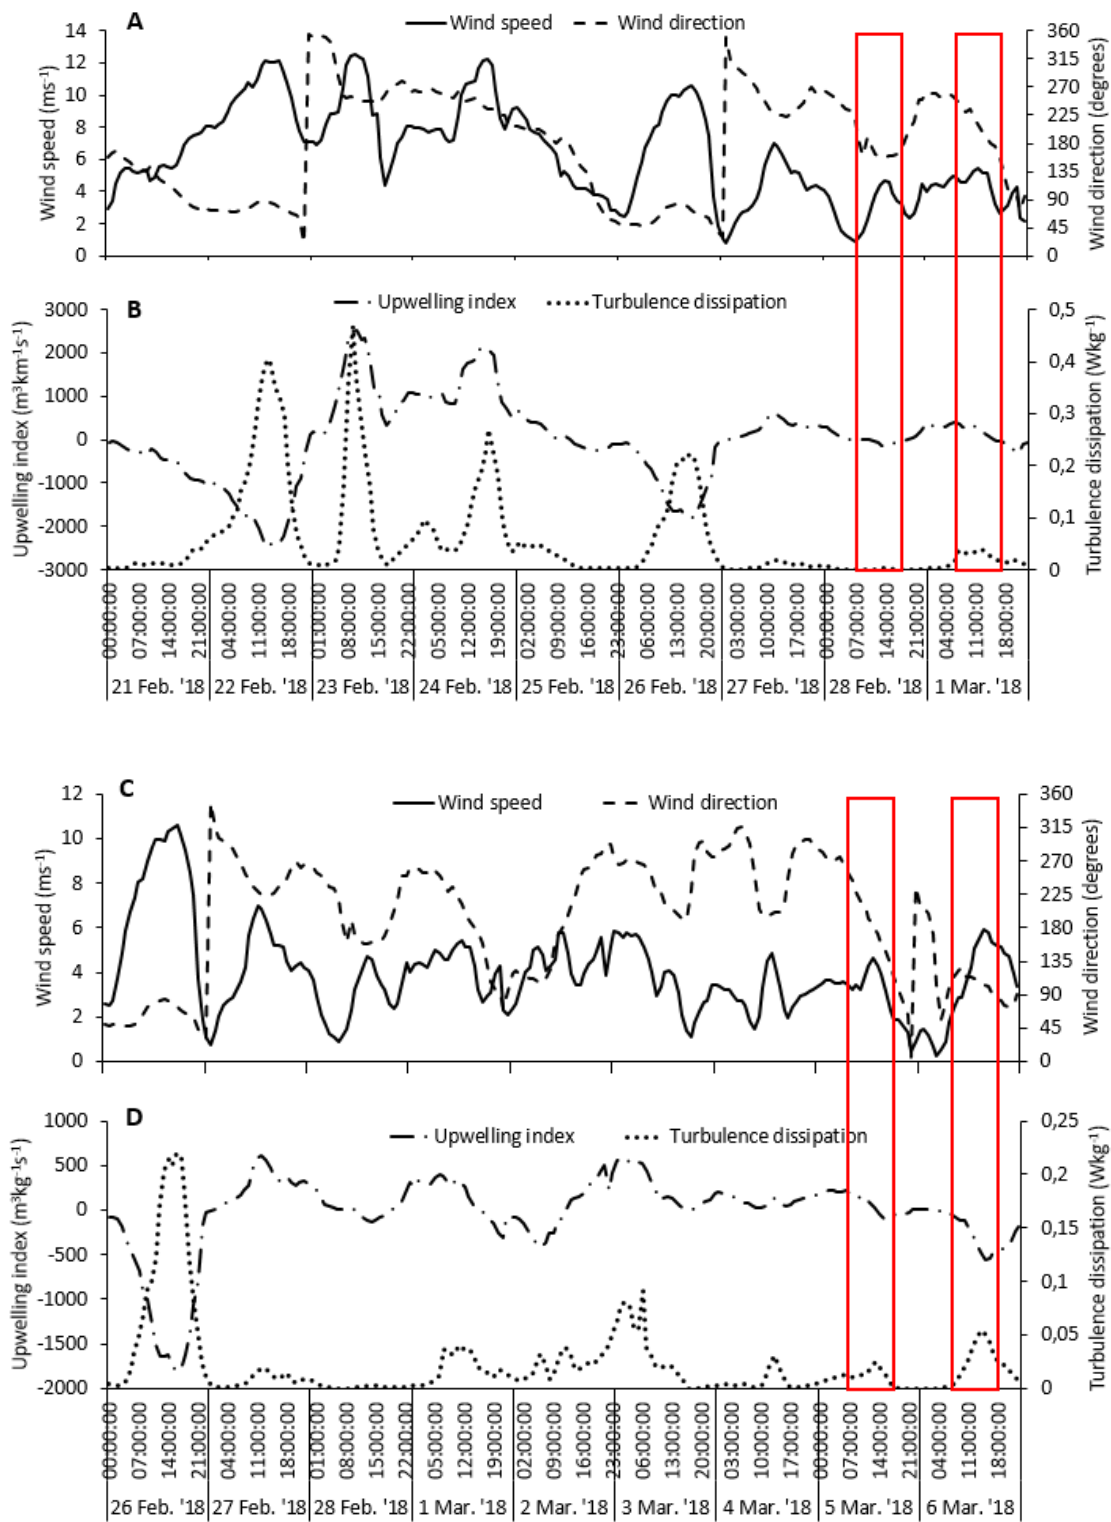 A
Wind speed
Wind direction
14
12
10
8
6
4
2
0
Wind speed (ms⁻¹)
360
315
270
225
180
135
90
45
0
Wind direction (degrees)
B
Upwelling index
Turbulence dissipation
3000
2000
1000
0
-1000
-2000
-3000
Upwelling index (m³km⁻¹s⁻¹)
0,5
0,4
0,3
0,2
0,1
0
Turbulence dissipation (Wkg⁻¹)
00:00:00 07:00:00 14:00:00 21:00:00 04:00:00 11:00:00 18:00:00 01:00:00 08:00:00 15:00:00 22:00:00 05:00:00 12:00:00 19:00:00 02:00:00 09:00:00 16:00:00 23:00:00 06:00:00 13:00:00 20:00:00 03:00:00 10:00:00 17:00:00 00:00:00 07:00:00 14:00:00 21:00:00 04:00:00 11:00:00 18:00:00
21 Feb. '18 22 Feb. '18 23 Feb. '18 24 Feb. '18 25 Feb. '18 26 Feb. '18 27 Feb. '18 28 Feb. '18 1 Mar. '18
C
Wind speed
Wind direction
12
10
8
6
4
2
0
Wind speed (ms⁻¹)
360
315
270
225
180
135
90
45
0
Wind direction (degrees)
D
Upwelling index
Turbulence dissipation
1000
500
0
-500
-1000
-1500
-2000
Upwelling index (m³kg⁻¹s⁻¹)
0,25
0,2
0,15
0,1
0,05
0
Turbulence dissipation (Wkg⁻¹)
00:00:00 07:00:00 14:00:00 21:00:00 04:00:00 11:00:00 18:00:00 01:00:00 08:00:00 15:00:00 22:00:00 05:00:00 12:00:00 19:00:00 02:00:00 09:00:00 16:00:00 23:00:00 06:00:00 13:00:00 20:00:00 03:00:00 10:00:00 17:00:00 00:00:00 07:00:00 14:00:00 21:00:00 04:00:00 11:00:00 18:00:00
26 Feb. '18 27 Feb. '18 28 Feb. '18 1 Mar. '18 2 Mar. '18 3 Mar. '18 4 Mar. '18 5 Mar. '18 6 Mar. '18